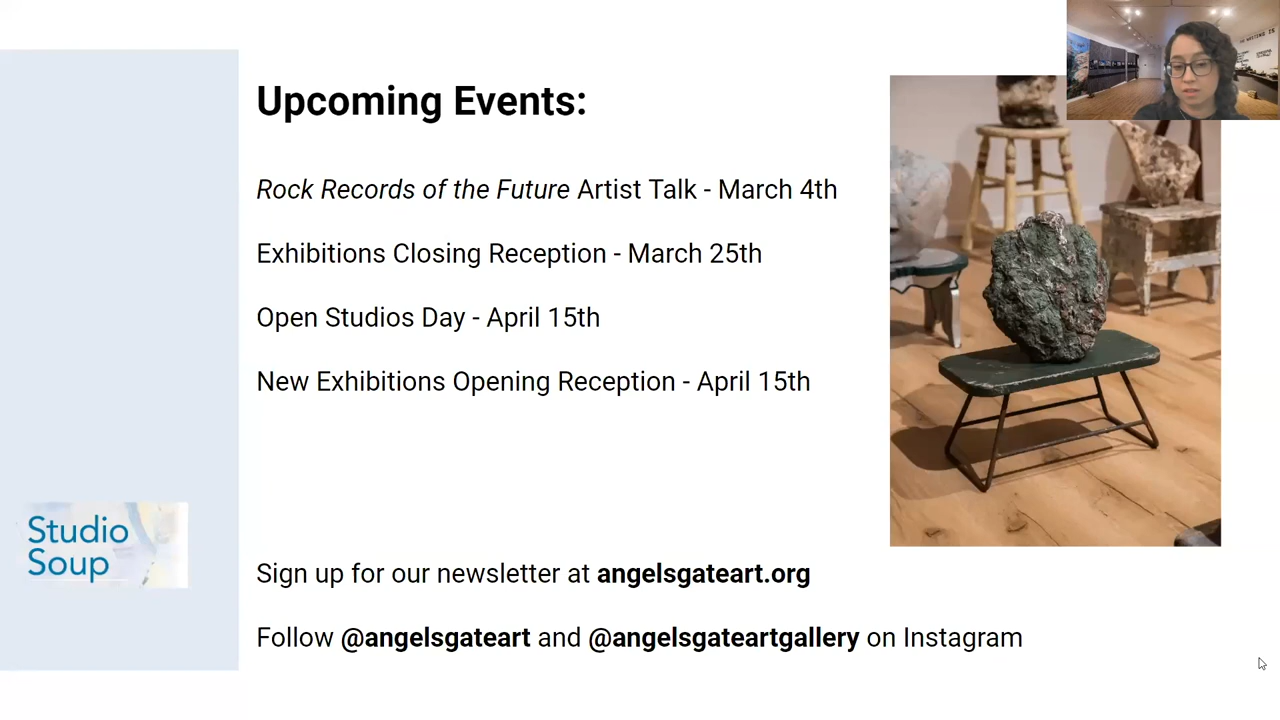 Upcoming Events:
Rock Records of the Future Artist Talk - March 4th
Exhibitions Closing Reception - March 25th
Open Studios Day - April 15th
New Exhibitions Opening Reception - April 15th
Studio
Soup
Sign up for our newsletter at angelsgateart.org
Follow @angelsgateart and @angelsgateartgallery on Instagram